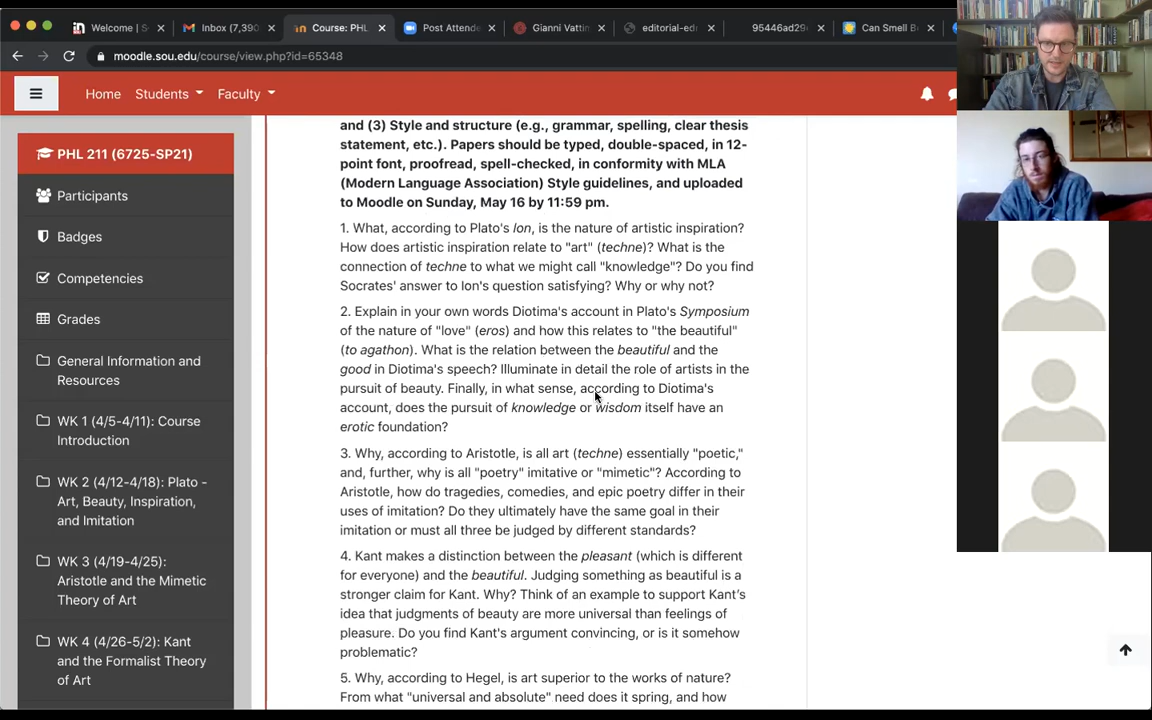 Welcome | S
Inbox (7,390
Course: PHL
Post Attende
Gianni Vattin
editorial-edi
95446ad29
Can Smell B
moodle.sou.edu/course/view.php?id=65348
Home Students Faculty
PHL 211 (6725-SP21)
Participants
Badges
Competencies
Grades
General Information and
Resources
WK 1 (4/5-4/11): Course
Introduction
WK 2 (4/12-4/18): Plato -
Art, Beauty, Inspiration,
and Imitation
WK 3 (4/19-4/25):
Aristotle and the Mimetic
Theory of Art
WK 4 (4/26-5/2): Kant
and the Formalist Theory
of Art
and (3) Style and structure (e.g., grammar, spelling, clear thesis
statement, etc.). Papers should be typed, double-spaced, in 12-
point font, proofread, spell-checked, in conformity with MLA
(Modern Language Association) Style guidelines, and uploaded
to Moodle on Sunday, May 16 by 11:59 pm.
1. What, according to Plato's Ion, is the nature of artistic inspiration?
How does artistic inspiration relate to "art" (techne)? What is the
connection of techne to what we might call "knowledge"? Do you find
Socrates' answer to Ion's question satisfying? Why or why not?
2. Explain in your own words Diotima's account in Plato's Symposium
of the nature of "love" (eros) and how this relates to "the beautiful"
(to agathon). What is the relation between the beautiful and the
good in Diotima's speech? Illuminate in detail the role of artists in the
pursuit of beauty. Finally, in what sense, according to Diotima's
account, does the pursuit of knowledge or wisdom itself have an
erotic foundation?
3. Why, according to Aristotle, is all art (techne) essentially "poetic,"
and, further, why is all "poetry" imitative or "mimetic"? According to
Aristotle, how do tragedies, comedies, and epic poetry differ in their
uses of imitation? Do they ultimately have the same goal in their
imitation or must all three be judged by different standards?
4. Kant makes a distinction between the pleasant (which is different
for everyone) and the beautiful. Judging something as beautiful is a
stronger claim for Kant. Why? Think of an example to support Kant's
idea that judgments of beauty are more universal than feelings of
pleasure. Do you find Kant's argument convincing, or is it somehow
problematic?
5. Why, according to Hegel, is art superior to the works of nature?
From what "universal and absolute" need does it spring, and how